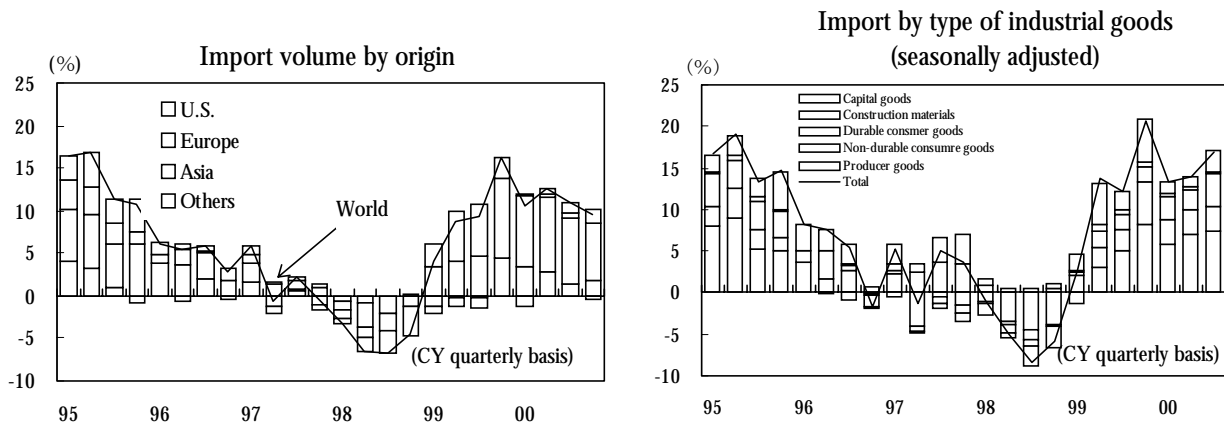 Import volume by origin
(%)
25
20
15
10
5
0
-5
-10
U.S.
Europe
Asia
Others
World
(CY quarterly basis)
95 96 97 98 99 00
Import by type of industrial goods
(seasonally adjusted)
(%)
25
20
15
10
5
0
-5
-10
Capital goods
Construction materials
Durable consmer goods
Non-durable consumre goods
Producer goods
Total
(CY quarterly basis)
95 96 97 98 99 00